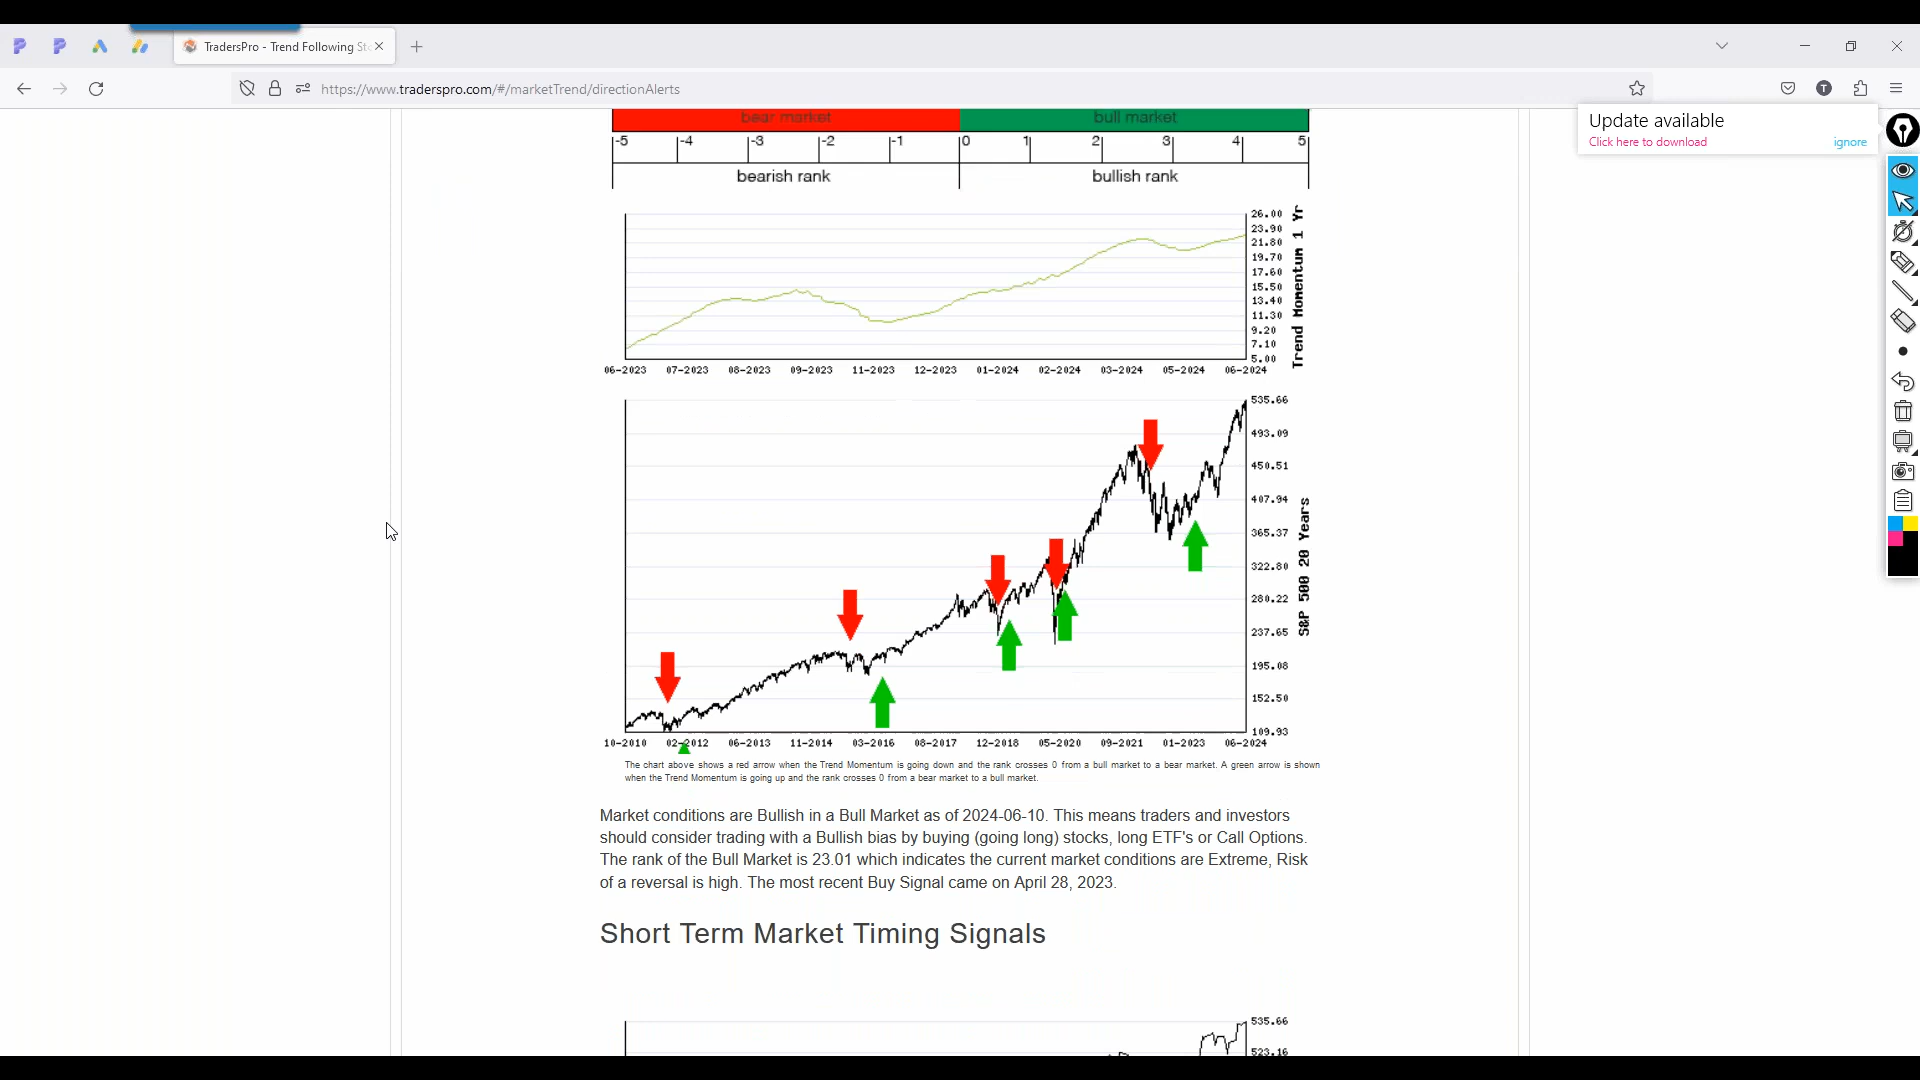 TradersPro - Trend Following St
https://www.traderspro.com/#/marketTrend/directionAlerts
Update available
Click here to download
ignore
bear market
bull market
-5
-4
-3
-2
-1
0
1
2
3
4
5
bearish rank
bullish rank
26.00
23.90
21.80
19.70
17.60
15.50
13.40
11.30
9.20
7.10
5.00
Trend Momentum 1 Yr
06-2023 07-2023 08-2023 09-2023 11-2023 12-2023 01-2024 02-2024 03-2024 05-2024 06-2024
535.66
493.09
450.51
407.94
365.37
322.80
280.22
237.65
195.08
152.50
109.93
S&P 500 20 Years
10-2010 02-2012 06-2013 11-2014 03-2016 08-2017 12-2018 05-2020 09-2021 01-2023 06-2024
The chart above shows a red arrow when the Trend Momentum is going down and the rank crosses 0 from a bull market to a bear market. A green arrow is shown
when the Trend Momentum is going up and the rank crosses 0 from a bear market to a bull market.
Market conditions are Bullish in a Bull Market as of 2024-06-10. This means traders and investors
should consider trading with a Bullish bias by buying (going long) stocks, long ETF's or Call Options.
The rank of the Bull Market is 23.01 which indicates the current market conditions are Extreme, Risk
of a reversal is high. The most recent Buy Signal came on April 28, 2023.
Short Term Market Timing Signals
535.66
523.16